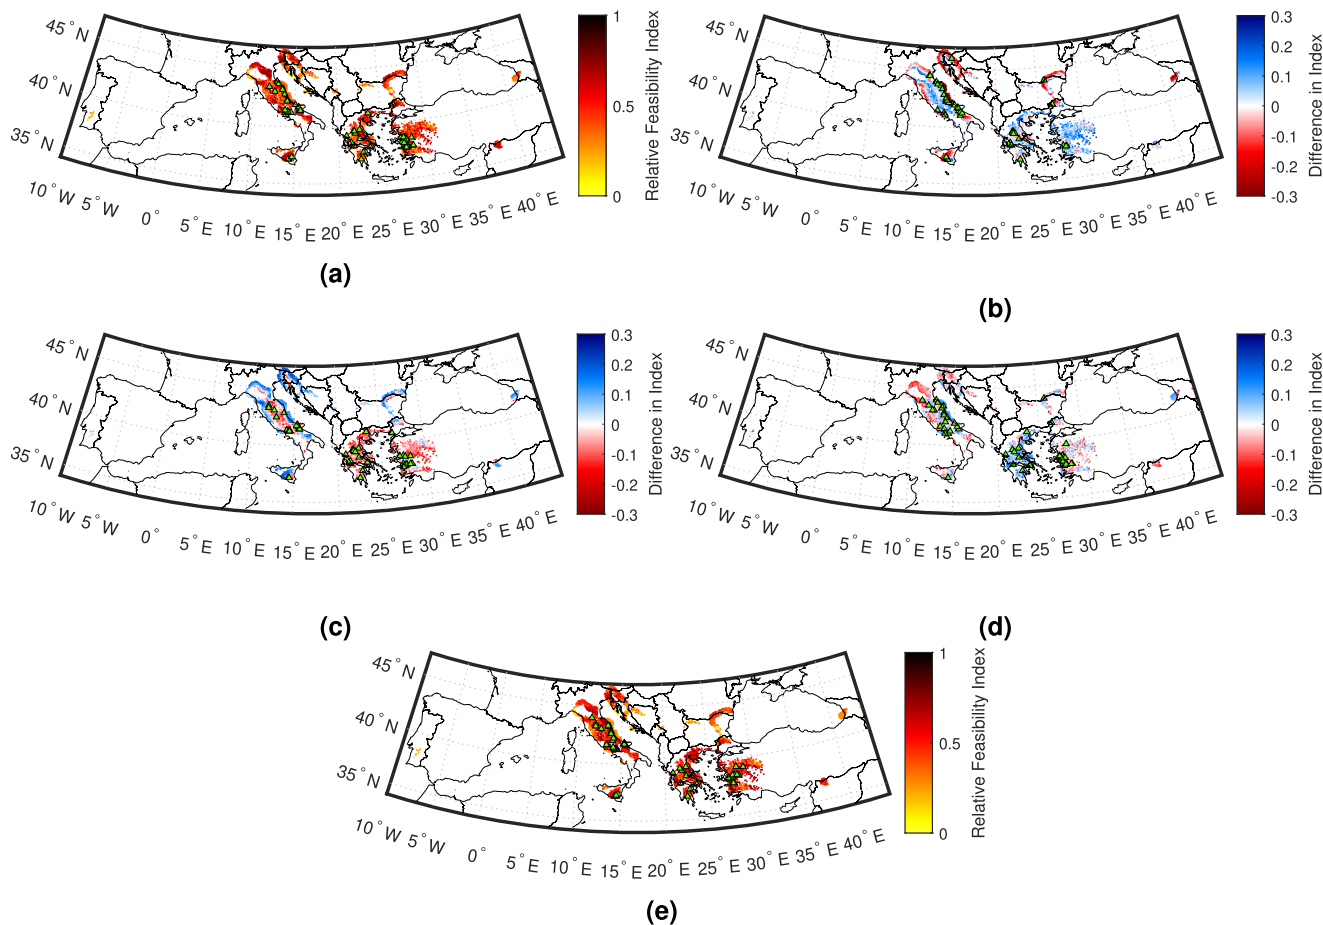 45° N
40° N
35° N
10° W 5° W 0° 5° E 10° E 15° E 20° E 25° E 30° E 35° E 40° E
1
0.5
0
Relative Feasibility Index
(a)
45° N
40° N
35° N
10° W 5° W 0° 5° E 10° E 15° E 20° E 25° E 30° E 35° E 40° E
0.3
0.2
0.1
0
-0.1
-0.2
-0.3
Difference in Index
(b)
45° N
40° N
35° N
10° W 5° W 0° 5° E 10° E 15° E 20° E 25° E 30° E 35° E 40° E
0.3
0.2
0.1
0
-0.1
-0.2
-0.3
Difference in Index
(c)
45° N
40° N
35° N
10° W 5° W 0° 5° E 10° E 15° E 20° E 25° E 30° E 35° E 40° E
0.3
0.2
0.1
0
-0.1
-0.2
-0.3
Difference in Index
(d)
45° N
40° N
35° N
10° W 5° W 0° 5° E 10° E 15° E 20° E 25° E 30° E 35° E 40° E
1
0.5
0
Relative Feasibility Index
(e)